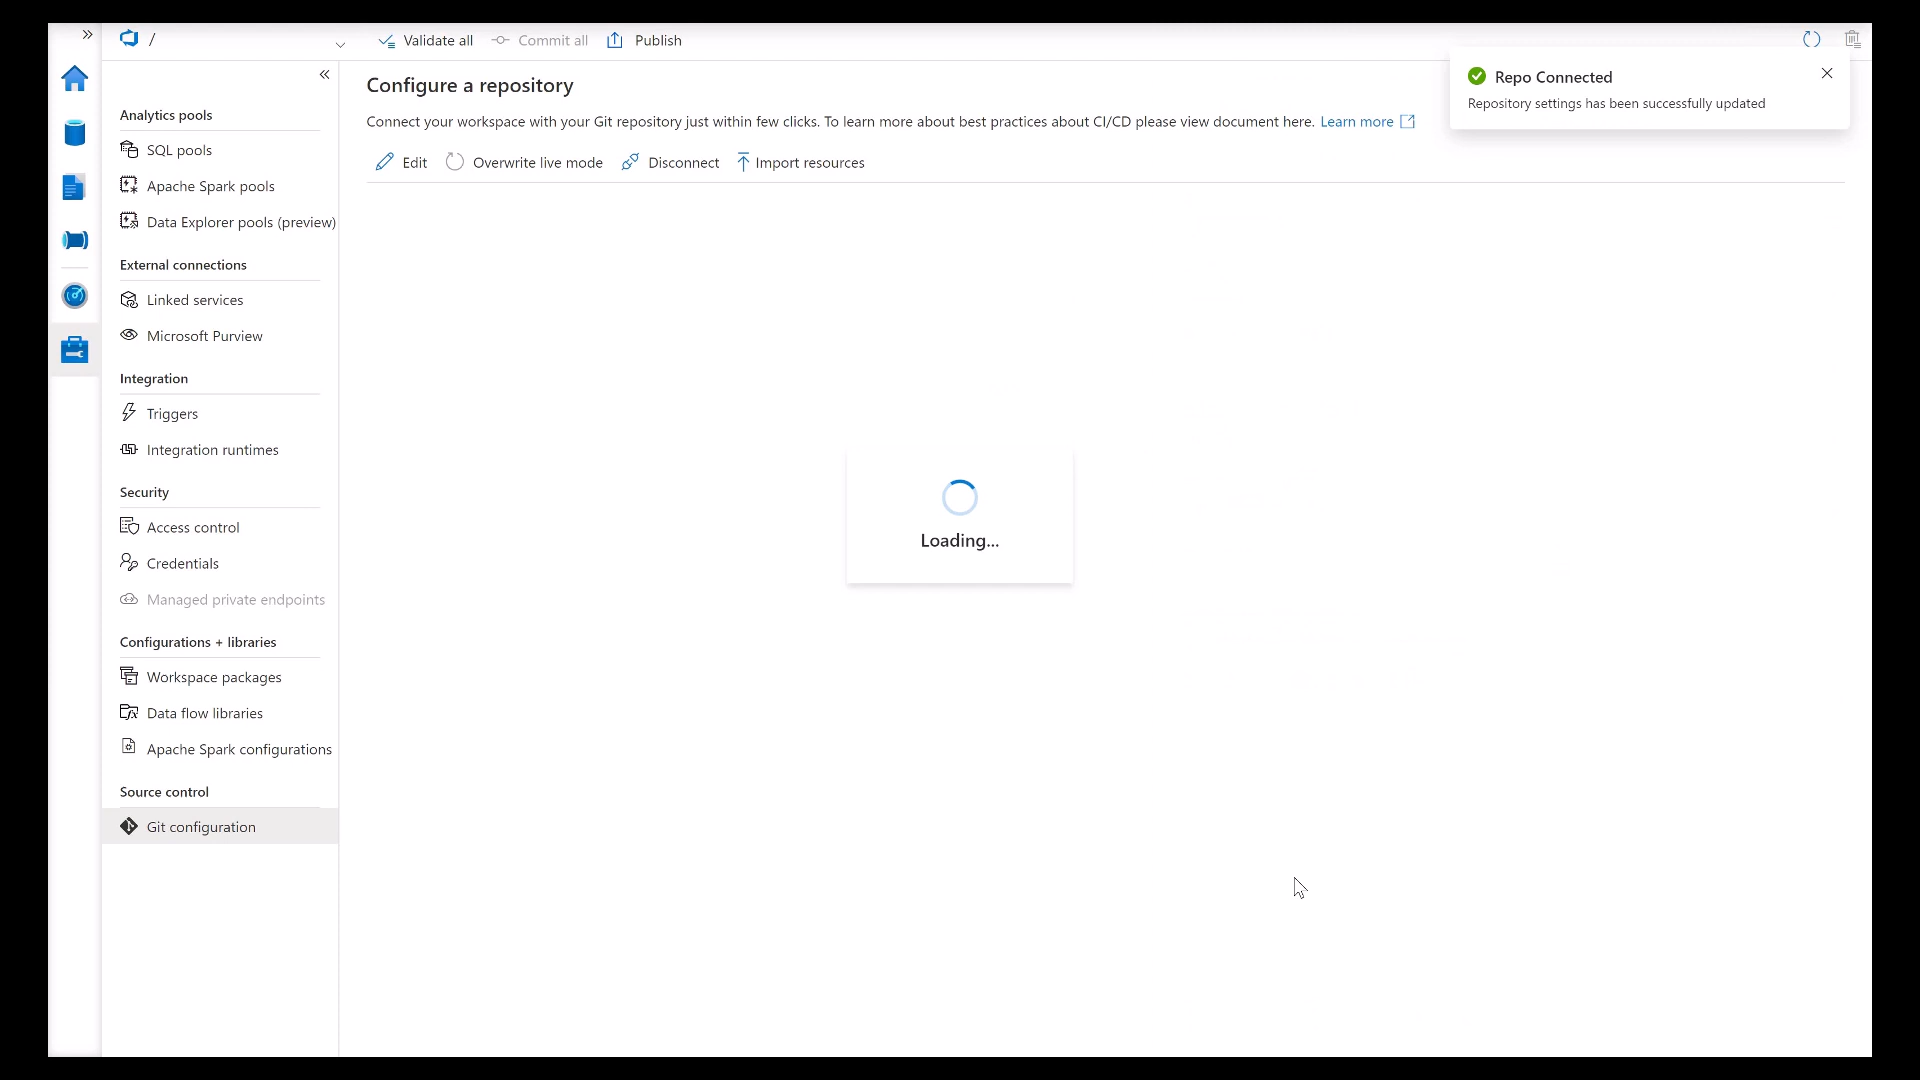 /
Validate all
Commit all
Publish
Repo Connected
Repository settings has been successfully updated
Configure a repository
Connect your workspace with your Git repository just within few clicks. To learn more about best practices about CI/CD please view document here. Learn more
Edit
Overwrite live mode
Disconnect
Import resources
Analytics pools
SQL pools
Apache Spark pools
Data Explorer pools (preview)
External connections
Linked services
Microsoft Purview
Integration
Triggers
Integration runtimes
Security
Access control
Credentials
Managed private endpoints
Configurations + libraries
Workspace packages
Data flow libraries
Apache Spark configurations
Source control
Git configuration
Loading...